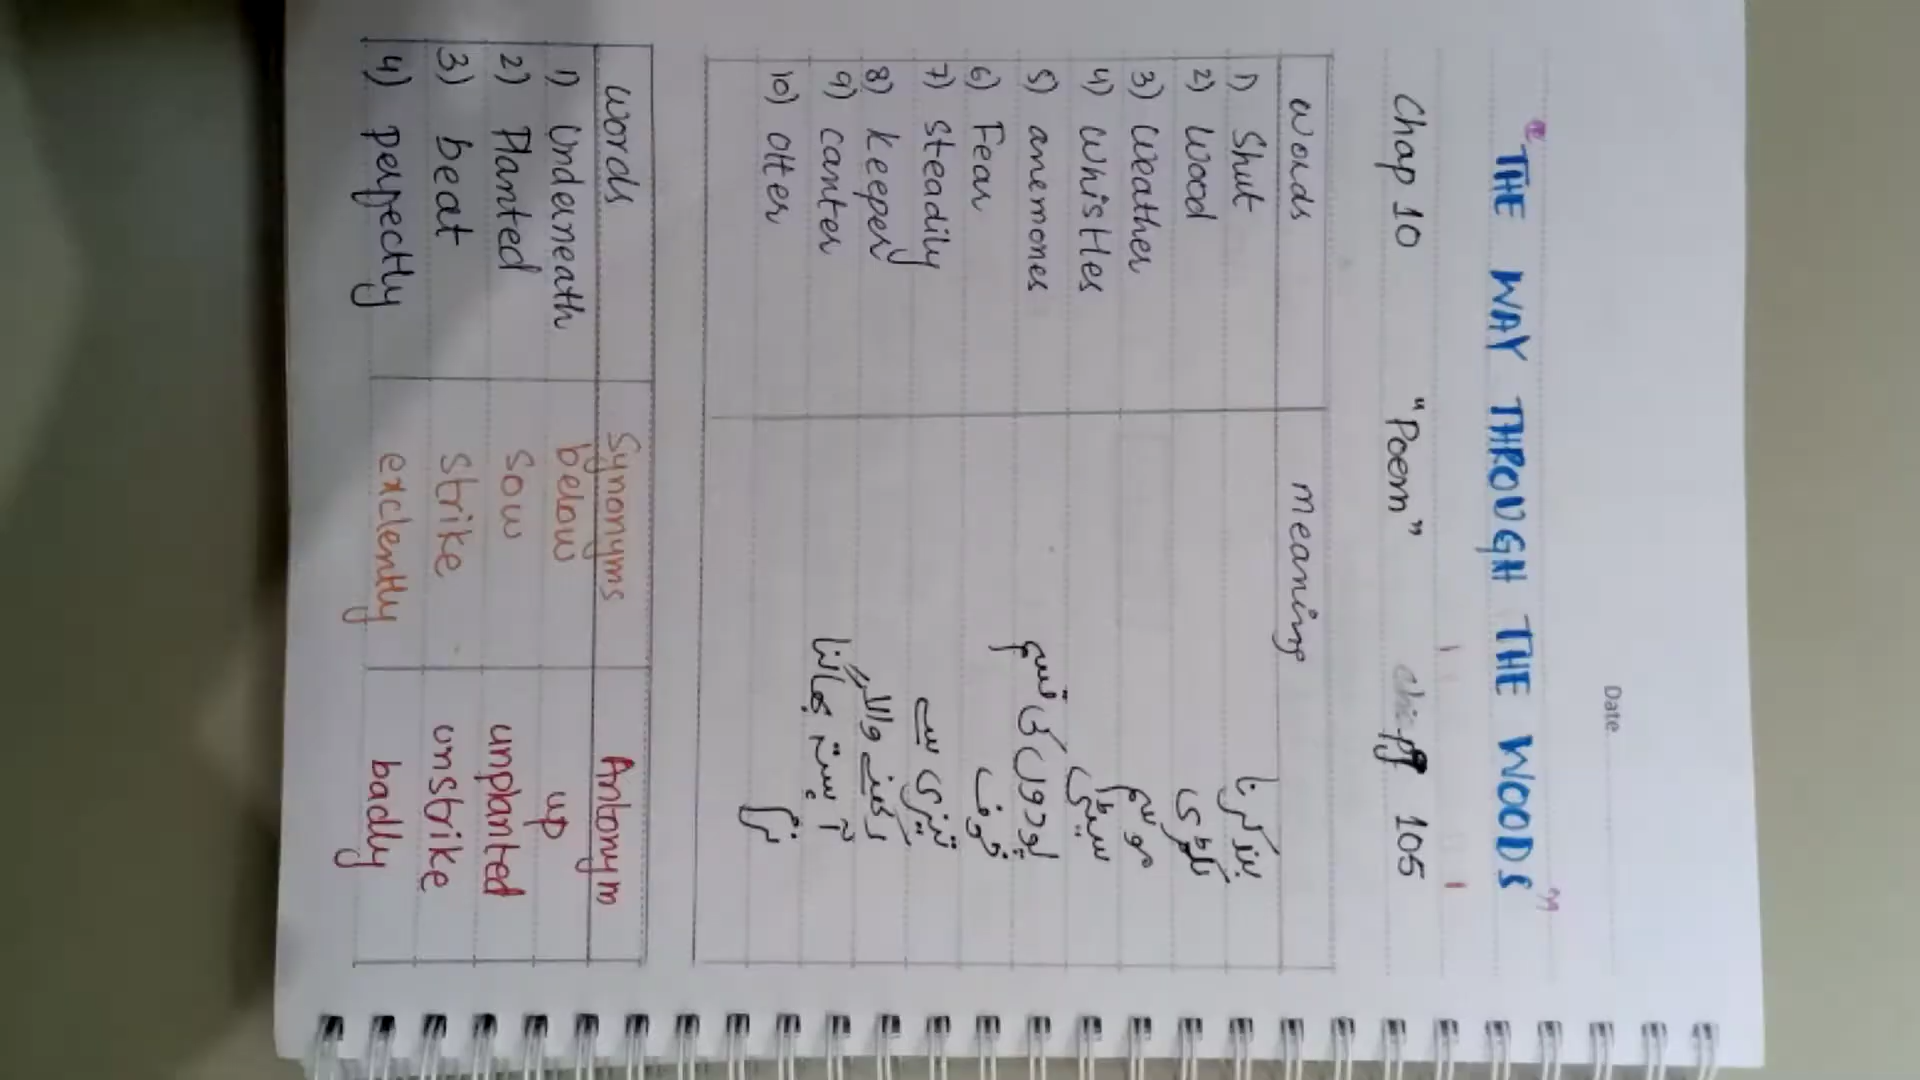 Date
"THE WAY THROUGH THE WOODS"
Chap 10 "Poem" 105
Words meaning
1) Shut بند کرنا
2) Wood لکڑی
3) Weather موسم
4) Whistles سیٹی
5) anemones پودوں کی قسم
6) Fear خوف
7) steadily تیزی سے
8) keeper رکھنے والا
9) canter آہستہ بھاگنا
10) otter
words Synonyms Antonym
1) Underneath below up
2) Planted sow unplanted
3) beat strike unstrike
4) perfectly exclently badly